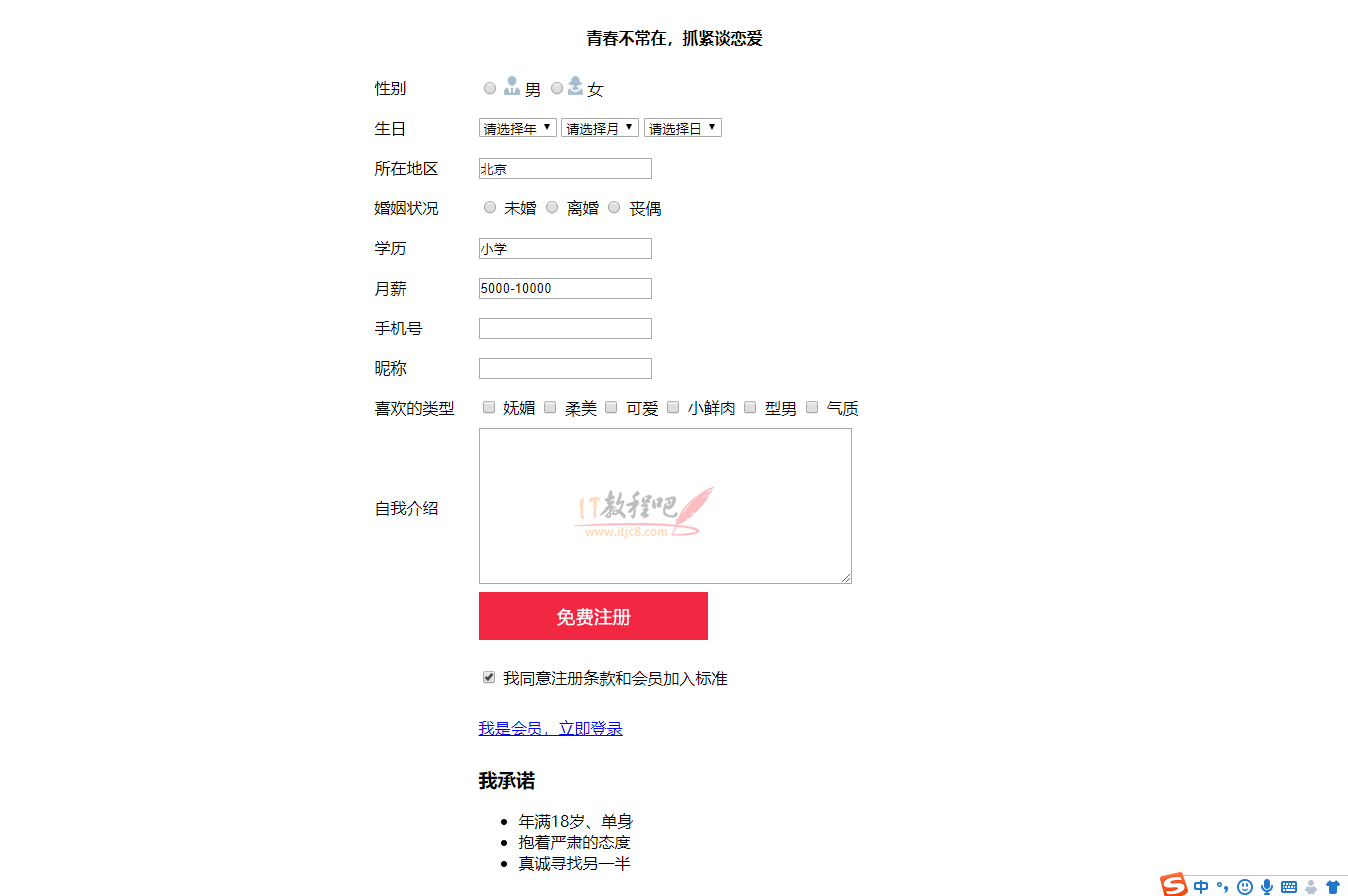 青春不常在，抓紧谈恋爱
性别 男 女
生日 请选择年 请选择月 请选择日
所在地区 北京
婚姻状况 未婚 离婚 丧偶
学历 小学
月薪 5000-10000
手机号
昵称
喜欢的类型 妩媚 柔美 可爱 小鲜肉 型男 气质
自我介绍
IT教程吧
www.itjc8.com
免费注册
我同意注册条款和会员加入标准
我是会员，立即登录
我承诺
年满18岁、单身
抱着严肃的态度
真诚寻找另一半
S 中